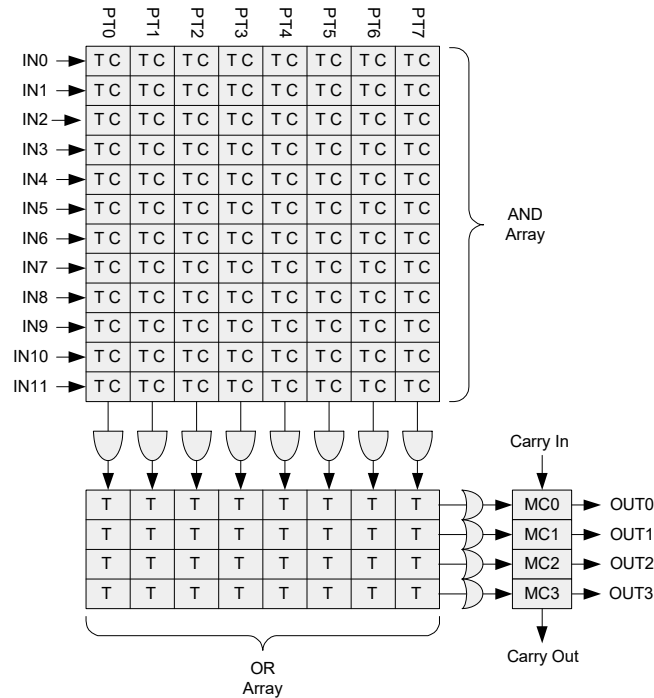 PT0 PT1 PT2 PT3 PT4 PT5 PT6 PT7
IN0 T C T C T C T C T C T C T C T C
IN1 T C T C T C T C T C T C T C T C
IN2 T C T C T C T C T C T C T C T C
IN3 T C T C T C T C T C T C T C T C
IN4 T C T C T C T C T C T C T C T C
IN5 T C T C T C T C T C T C T C T C
IN6 T C T C T C T C T C T C T C T C
IN7 T C T C T C T C T C T C T C T C
IN8 T C T C T C T C T C T C T C T C
IN9 T C T C T C T C T C T C T C T C
IN10 T C T C T C T C T C T C T C T C
IN11 T C T C T C T C T C T C T C T C
AND
Array
Carry In
T T T T T T T T MC0 OUT0
T T T T T T T T MC1 OUT1
T T T T T T T T MC2 OUT2
T T T T T T T T MC3 OUT3
Carry Out
OR
Array